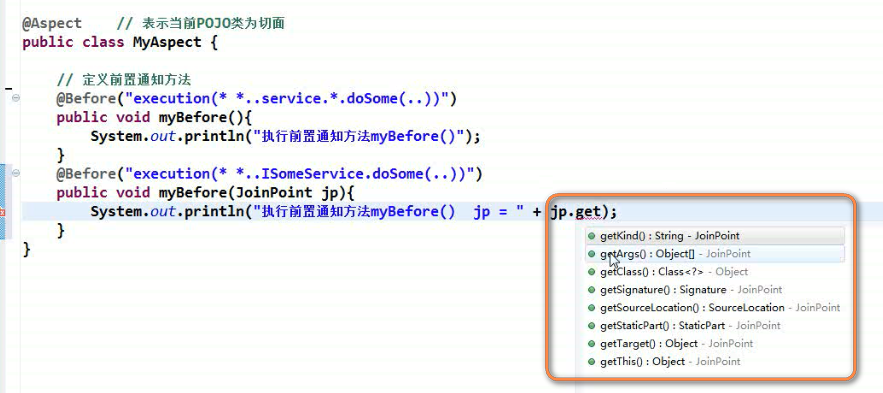 @Aspect    // 表示当前POJO类为切面
public class MyAspect {
    // 定义前置通知方法
    @Before("execution(* *..service.*.doSome(..))")
    public void myBefore(){
        System.out.println("执行前置通知方法myBefore()");
    }
    @Before("execution(* *..ISomeService.doSome(..))")
    public void myBefore(JoinPoint jp){
        System.out.println("执行前置通知方法myBefore()  jp = " + jp.get);
getKind() : String - JoinPoint
getArgs() : Object[] - JoinPoint
getClass() : Class<?> - Object
getSignature() : Signature - JoinPoint
getSourceLocation() : SourceLocation - JoinPoint
getStaticPart() : StaticPart - JoinPoint
getTarget() : Object - JoinPoint
getThis() : Object - JoinPoint
    }
}